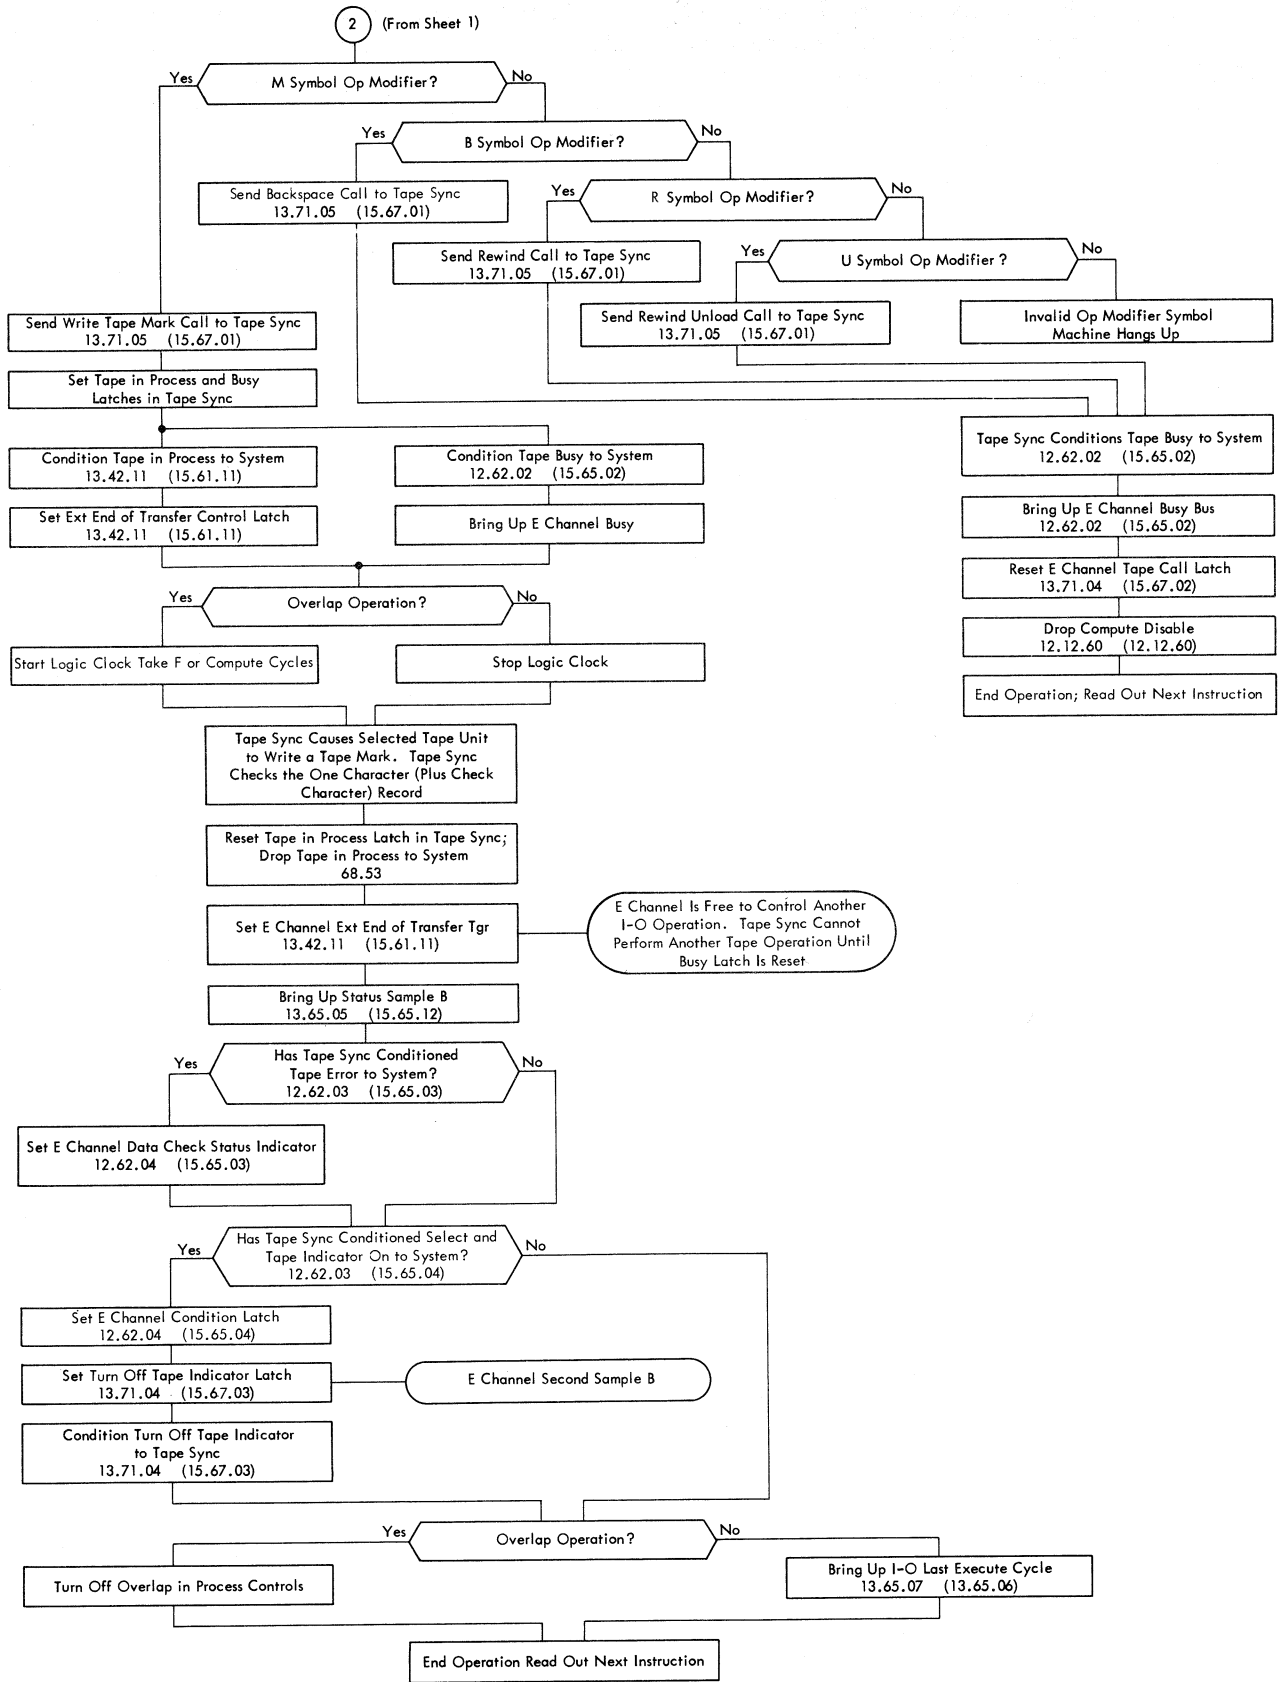 2 (From Sheet 1)
Yes
M Symbol Op Modifier?
No
Yes
B Symbol Op Modifier?
No
Send Backspace Call to Tape Sync
13.71.05 (15.67.01)
Yes
R Symbol Op Modifier?
No
Send Rewind Call to Tape Sync
13.71.05 (15.67.01)
Yes
U Symbol Op Modifier ?
No
Send Write Tape Mark Call to Tape Sync
13.71.05 (15.67.01)
Send Rewind Unload Call to Tape Sync
13.71.05 (15.67.01)
Invalid Op Modifier Symbol
Machine Hangs Up
Set Tape in Process and Busy
Latches in Tape Sync
Condition Tape in Process to System
13.42.11 (15.61.11)
Condition Tape Busy to System
12.62.02 (15.65.02)
Tape Sync Conditions Tape Busy to System
12.62.02 (15.65.02)
Set Ext End of Transfer Control Latch
13.42.11 (15.61.11)
Bring Up E Channel Busy
Bring Up E Channel Busy Bus
12.62.02 (15.65.02)
Reset E Channel Tape Call Latch
13.71.04 (15.67.02)
Yes
Overlap Operation?
No
Drop Compute Disable
12.12.60 (12.12.60)
Start Logic Clock Take F or Compute Cycles
Stop Logic Clock
End Operation; Read Out Next Instruction
Tape Sync Causes Selected Tape Unit
to Write a Tape Mark. Tape Sync
Checks the One Character (Plus Check
Character) Record
Reset Tape in Process Latch in Tape Sync;
Drop Tape in Process to System
68.53
Set E Channel Ext End of Transfer Tgr
13.42.11 (15.61.11)
E Channel Is Free to Control Another
I-O Operation. Tape Sync Cannot
Perform Another Tape Operation Until
Busy Latch Is Reset
Bring Up Status Sample B
13.65.05 (15.65.12)
Yes
Has Tape Sync Conditioned
Tape Error to System?
12.62.03 (15.65.03)
No
Set E Channel Data Check Status Indicator
12.62.04 (15.65.03)
Yes
Has Tape Sync Conditioned Select and
Tape Indicator On to System?
12.62.03 (15.65.04)
No
Set E Channel Condition Latch
12.62.04 (15.65.04)
Set Turn Off Tape Indicator Latch
13.71.04 (15.67.03)
E Channel Second Sample B
Condition Turn Off Tape Indicator
to Tape Sync
13.71.04 (15.67.03)
Yes
Overlap Operation?
No
Turn Off Overlap in Process Controls
Bring Up I-O Last Execute Cycle
13.65.07 (13.65.06)
End Operation Read Out Next Instruction